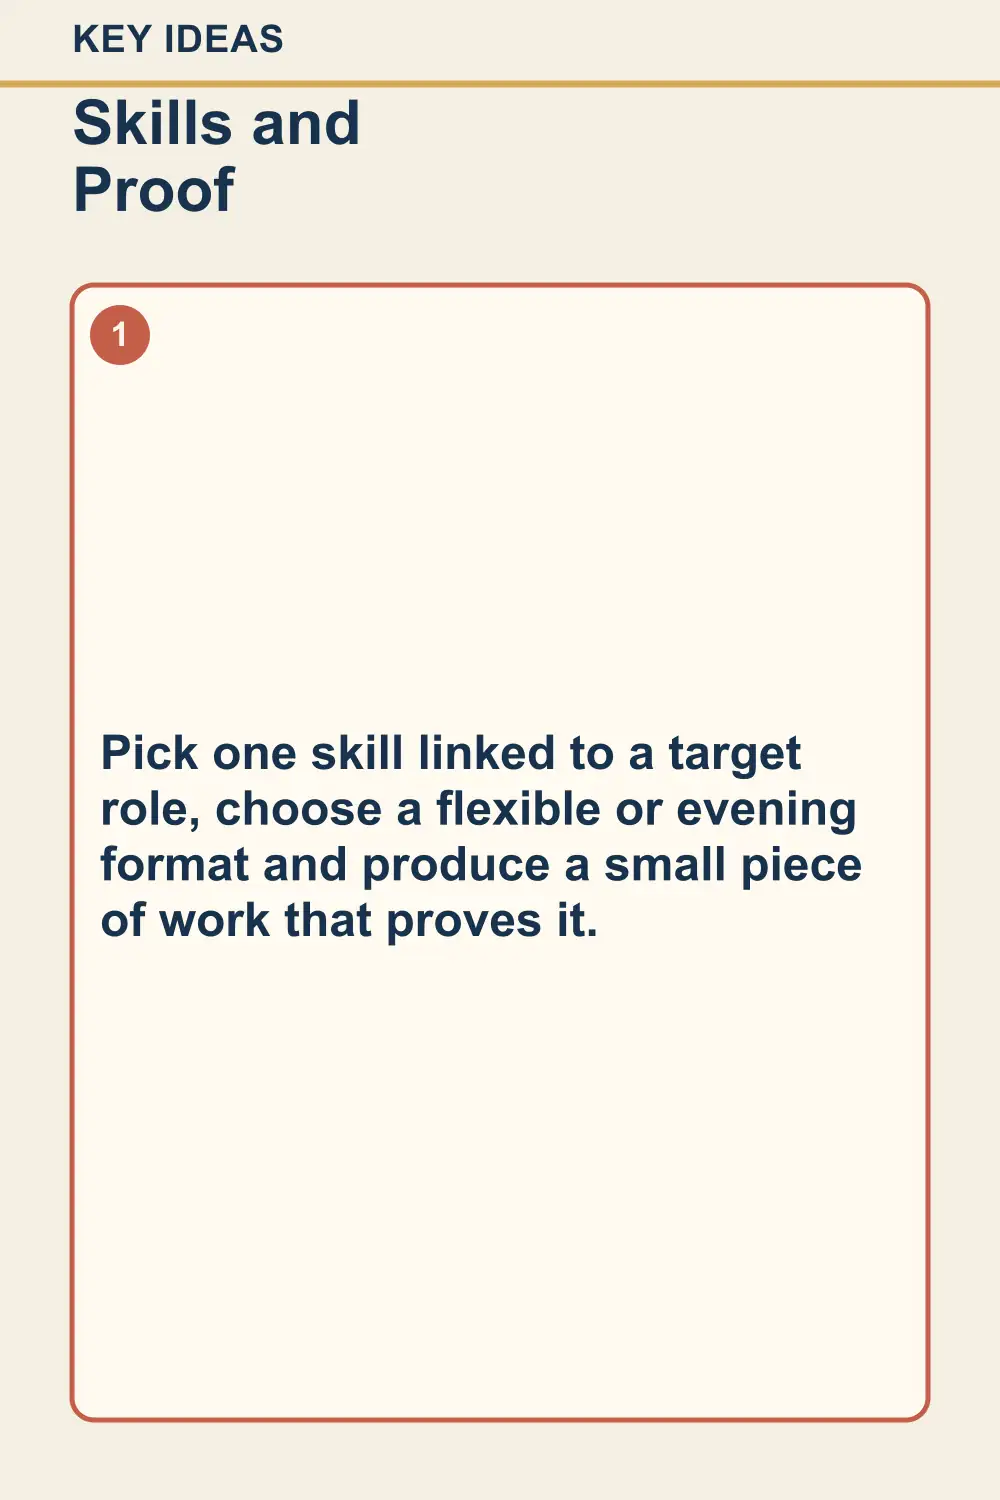 KEY IDEAS
Skills and
Proof
1
Pick one skill linked to a target
role, choose a flexible or evening
format and produce a small piece
of work that proves it.